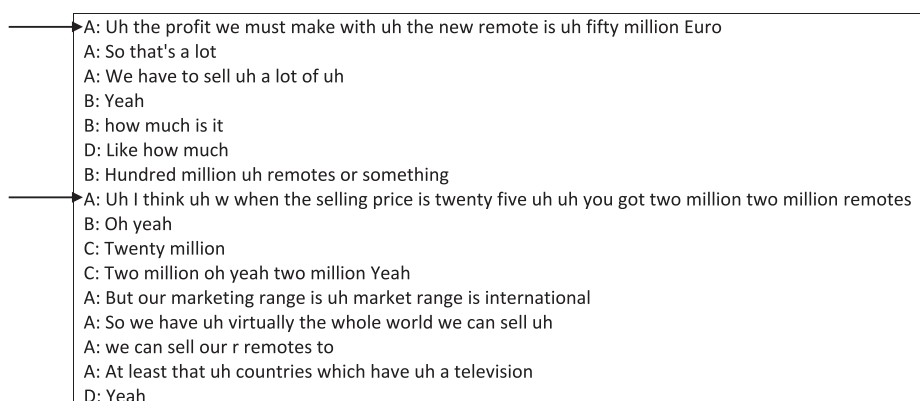 A: Uh the profit we must make with uh the new remote is uh fifty million Euro
A: So that's a lot
A: We have to sell uh a lot of uh
B: Yeah
B: how much is it
D: Like how much
B: Hundred million uh remotes or something
A: Uh I think uh w when the selling price is twenty five uh uh you got two million two million remotes
B: Oh yeah
C: Twenty million
C: Two million oh yeah two million Yeah
A: But our marketing range is uh market range is international
A: So we have uh virtually the whole world we can sell uh
A: we can sell our r remotes to
A: At least that uh countries which have uh a television
D: Yeah